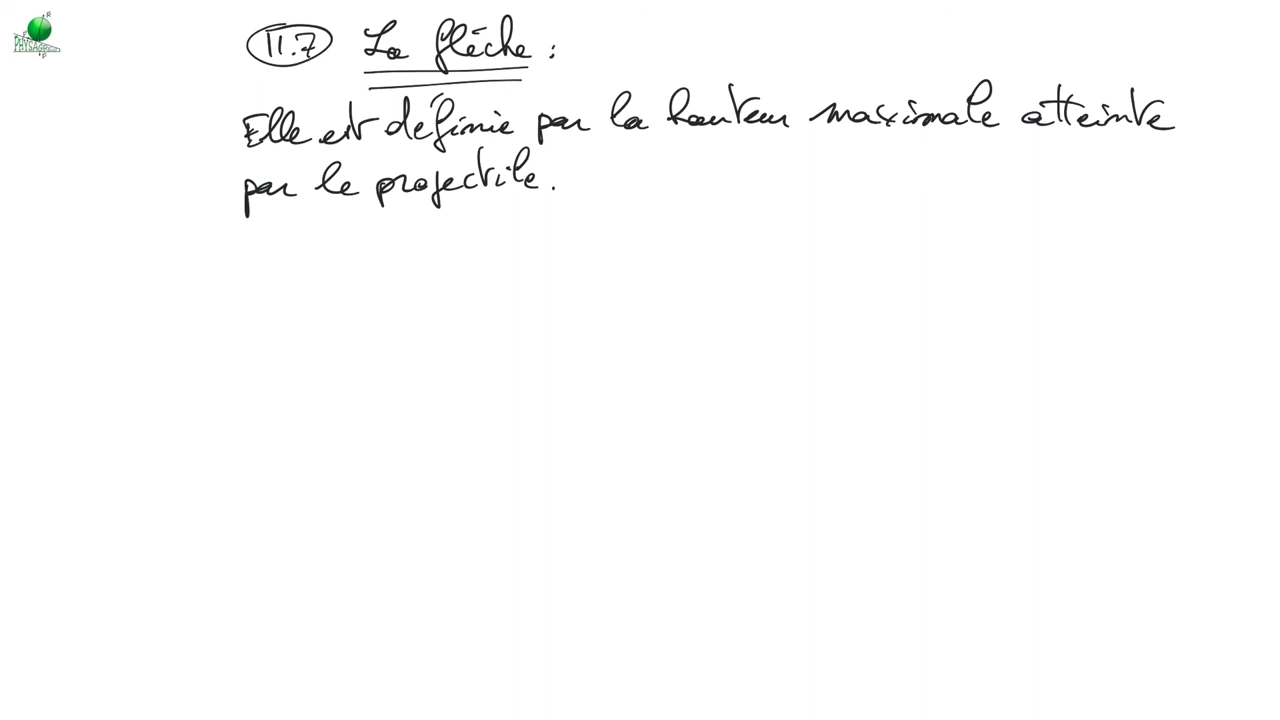 II.7 La flèche :
Elle est définie par la hauteur maximale atteinte
par le projectile.